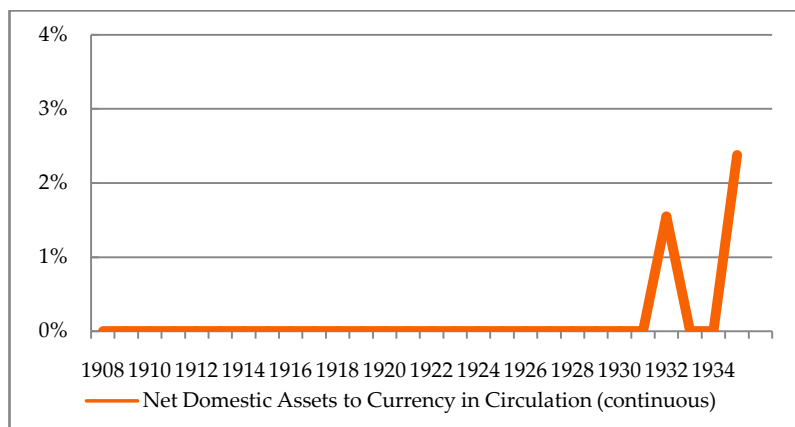 4%
3%
2%
1%
0%
1908 1910 1912 1914 1916 1918 1920 1922 1924 1926 1928 1930 1932 1934
Net Domestic Assets to Currency in Circulation (continuous)